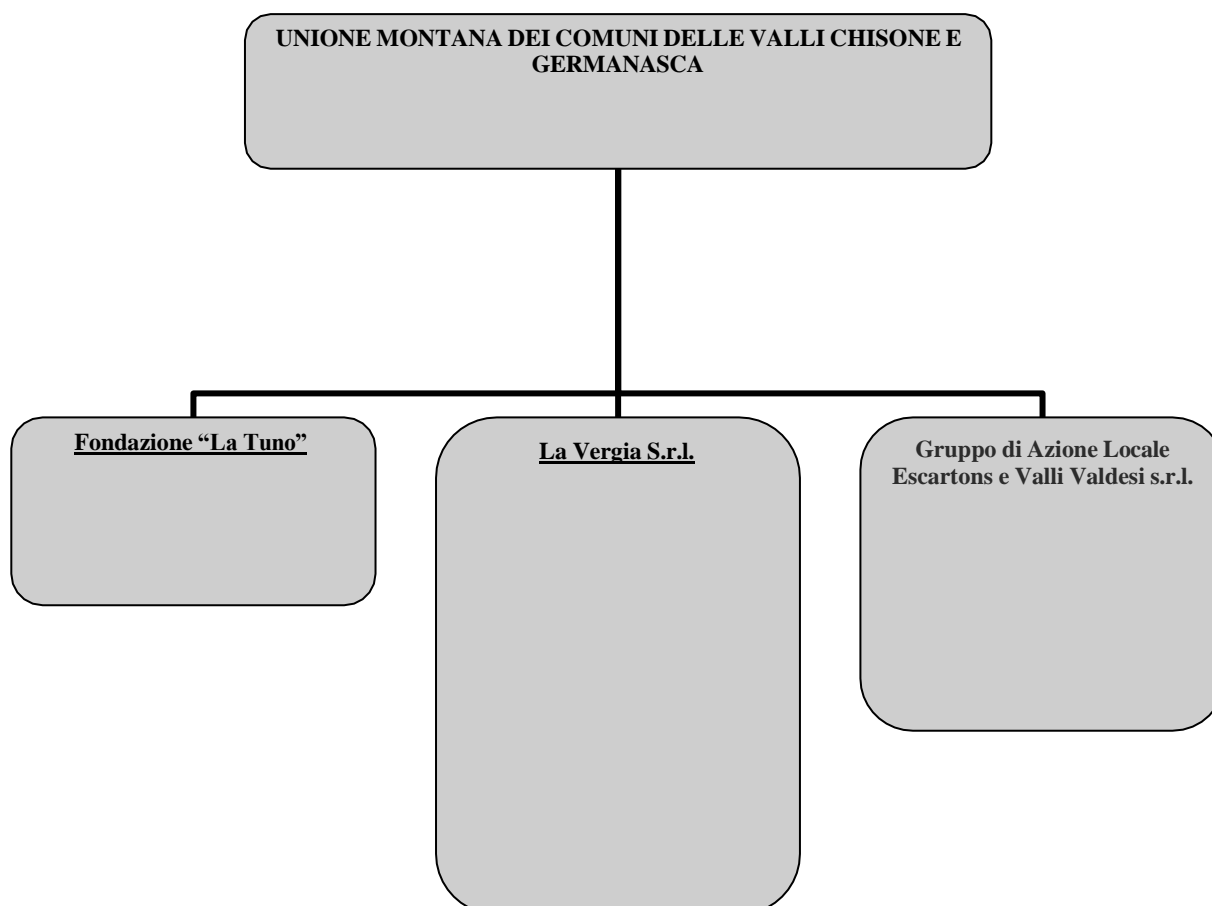 UNIONE MONTANA DEI COMUNI DELLE VALLI CHISONE E
GERMANASCA
Fondazione “La Tuno”
La Vergia S.r.l.
Gruppo di Azione Locale
Escartons e Valli Valdesi s.r.l.